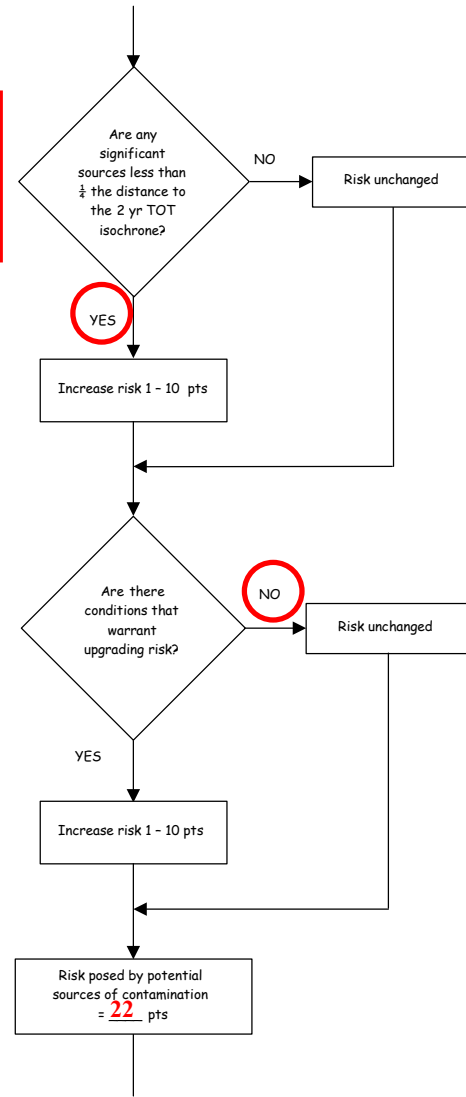 Are any
significant
sources less than
¼ the distance to
the 2 yr TOT
isochrone?
NO
Risk unchanged
YES
Increase risk 1 – 10 pts
Are there
conditions that
warrant
upgrading risk?
NO
Risk unchanged
YES
Increase risk 1 – 10 pts
Risk posed by potential
sources of contamination
= 22 pts